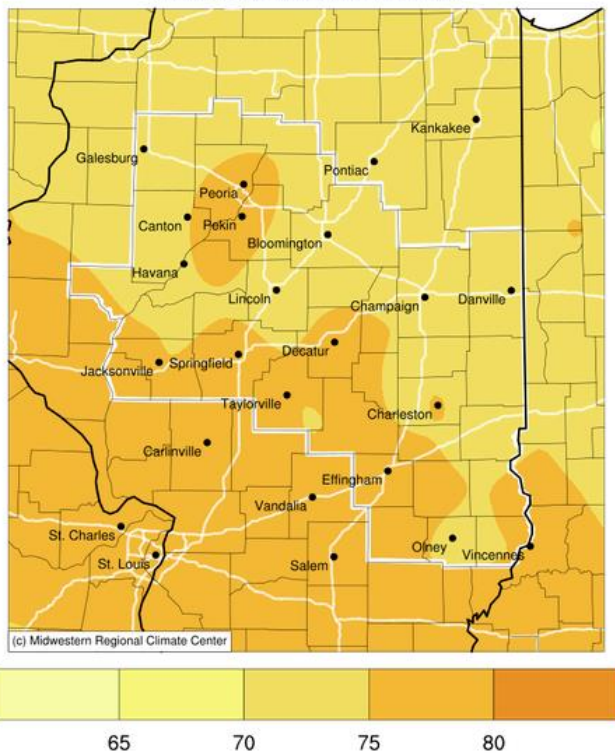 Kankakee
Galesburg
Pontiac
Peoria
Canton
Pekin
Bloomington
Havana
Lincoln
Champaign
Danville
Decatur
Springfield
Jacksonville
Taylorville
Charleston
Carlinville
Effingham
Vandalia
St. Charles
Olney
Vincennes
St. Louis
Salem
(c) Midwestern Regional Climate Center
65 70 75 80